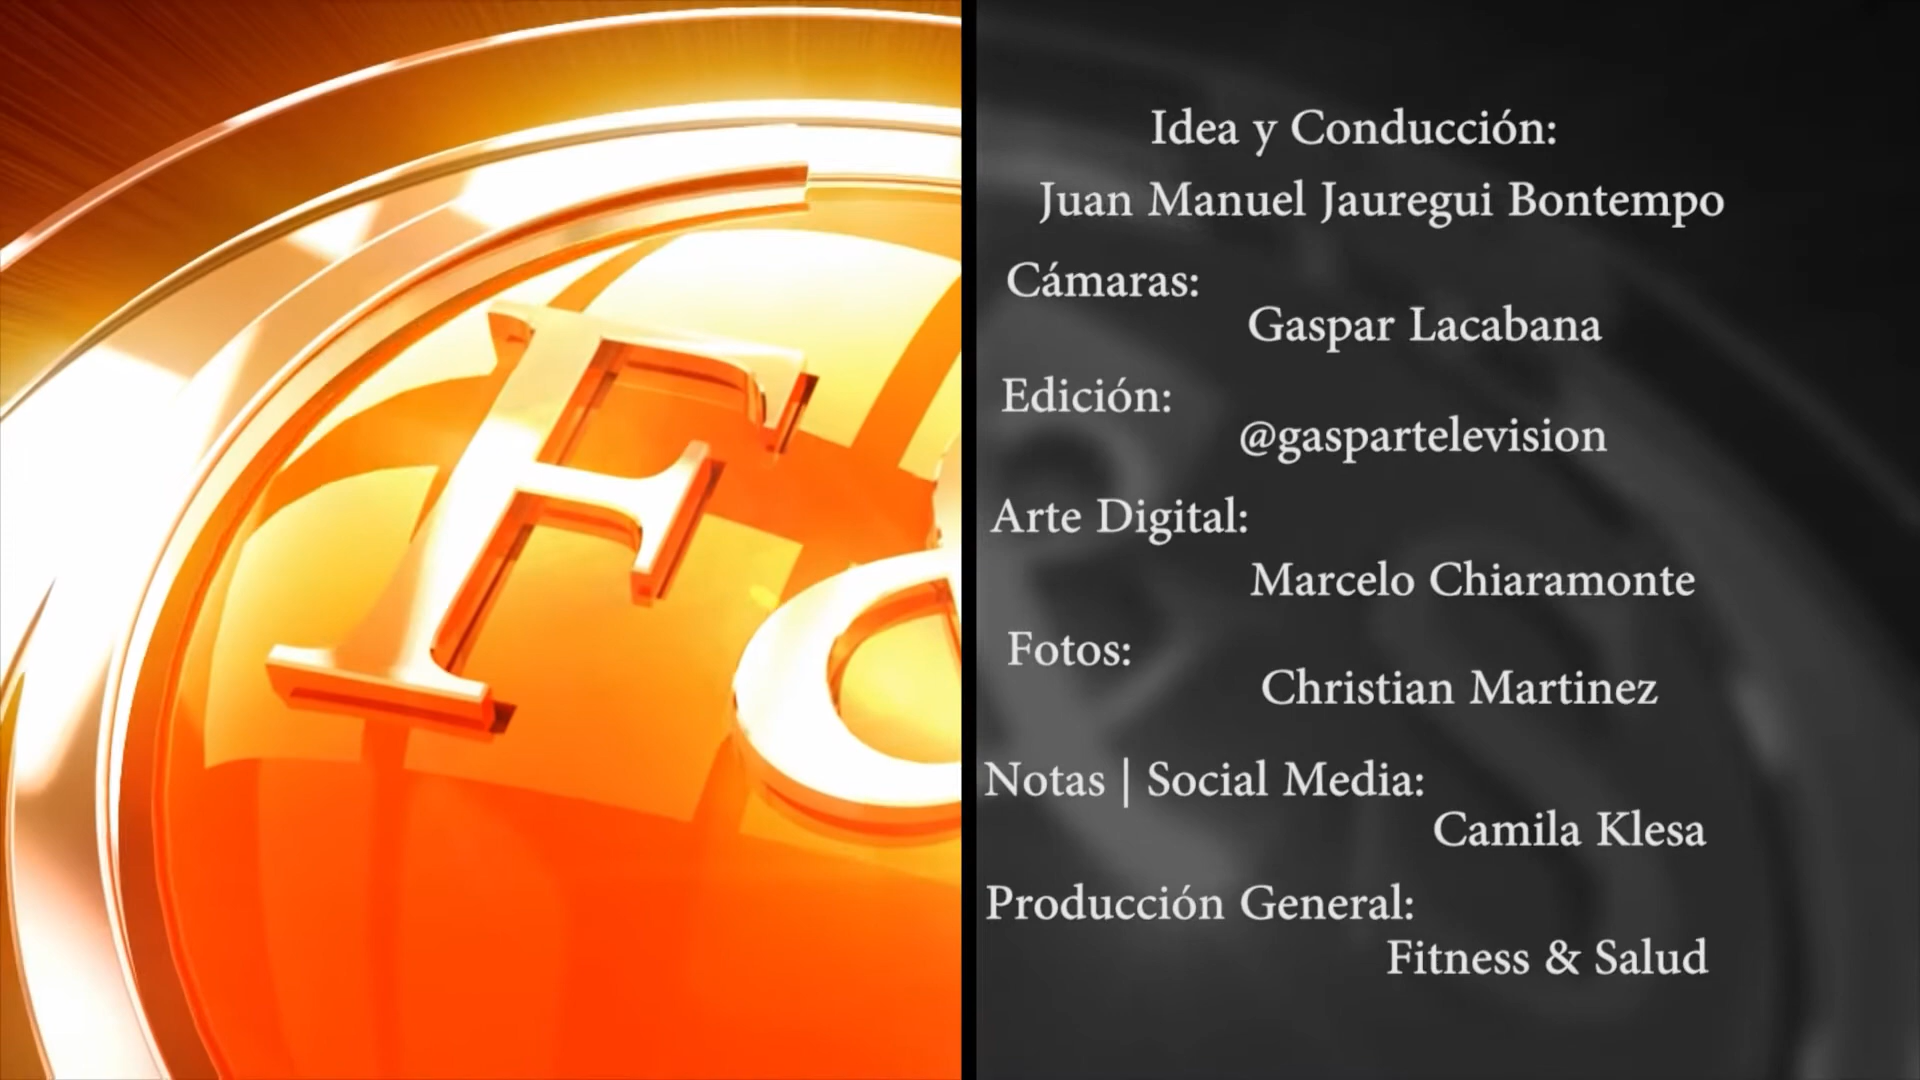 F&
Idea y Conducción:
Juan Manuel Jauregui Bontempo
Cámaras:
Gaspar Lacabana
Edición:
@gaspartelevision
Arte Digital:
Marcelo Chiaramonte
Fotos:
Christian Martinez
Notas | Social Media:
Camila Klesa
Producción General:
Fitness & Salud